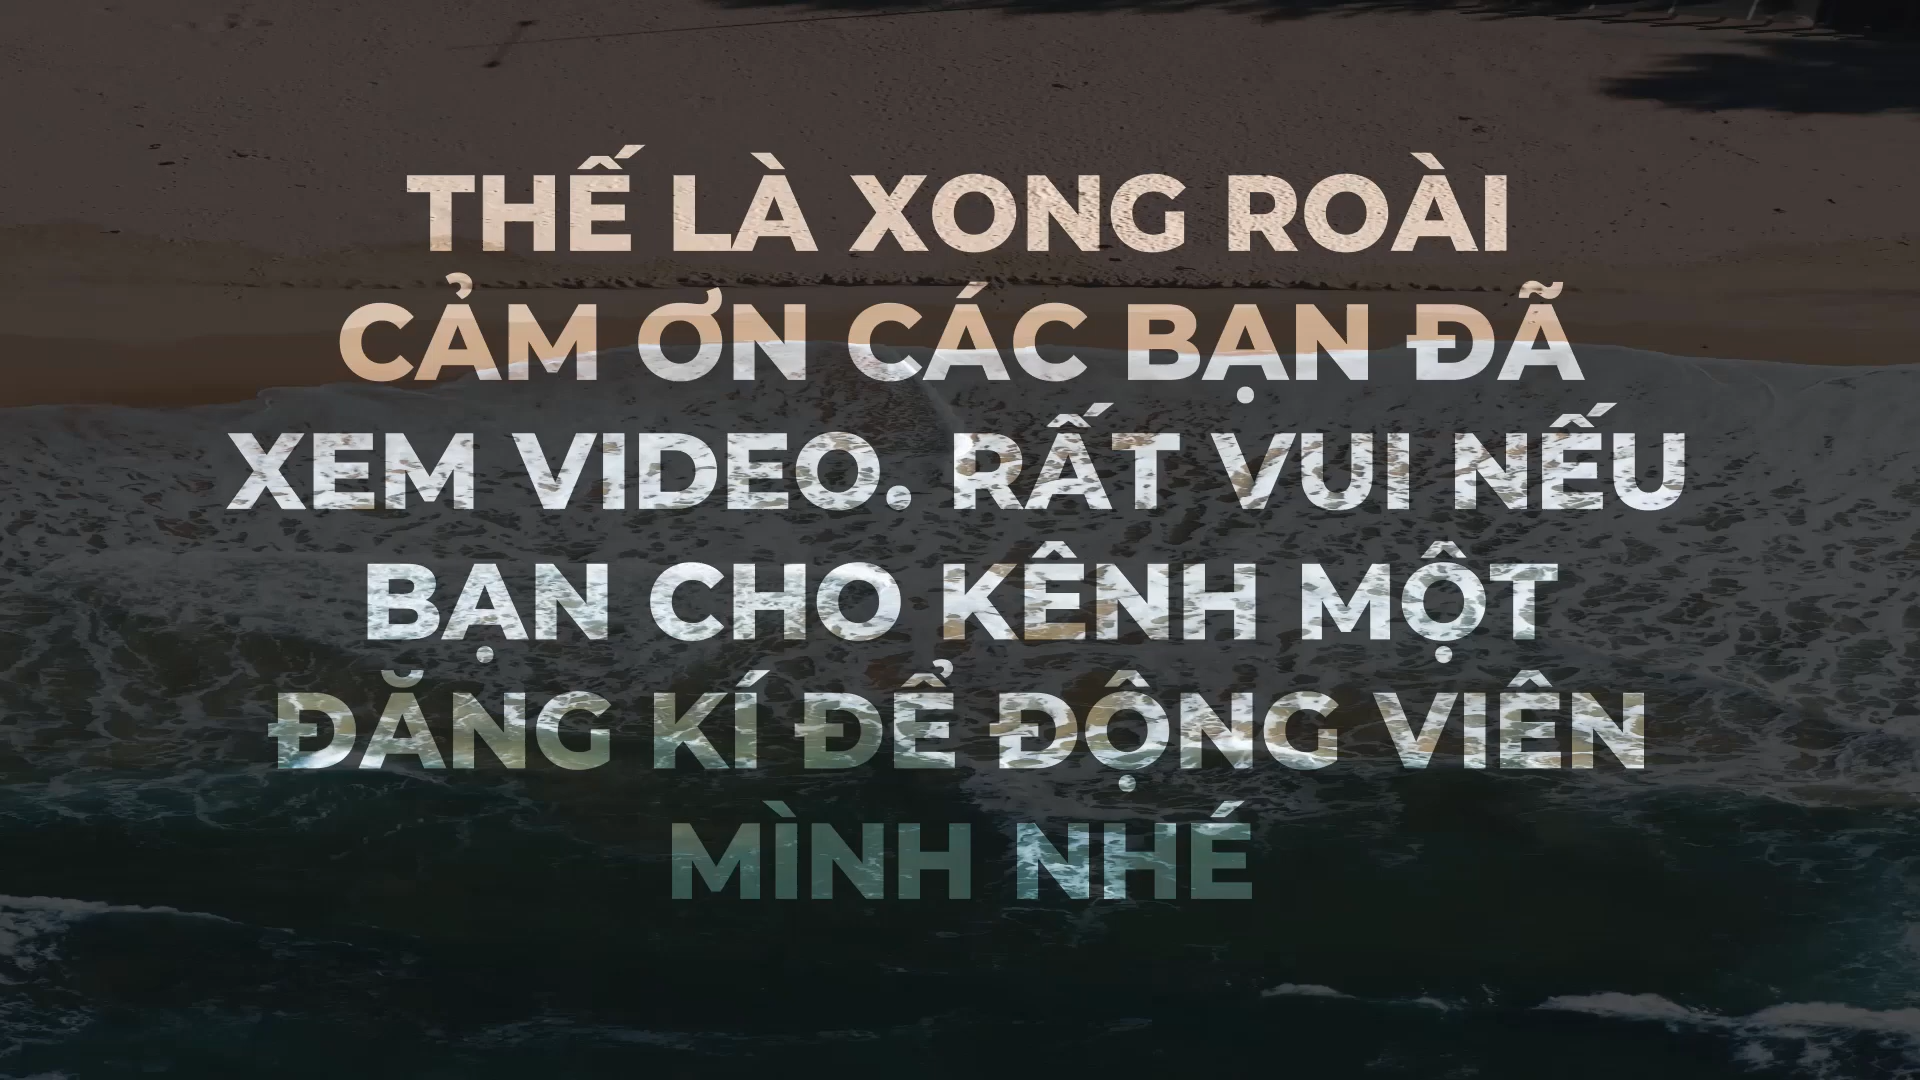 THẾ LÀ XONG ROÀI
CẢM ƠN CÁC BẠN ĐÃ
XEM VIDEO. RẤT VUI NẾU
BẠN CHO KÊNH MỘT
ĐĂNG KÍ ĐỂ ĐỘNG VIÊN
MÌNH NHÉ